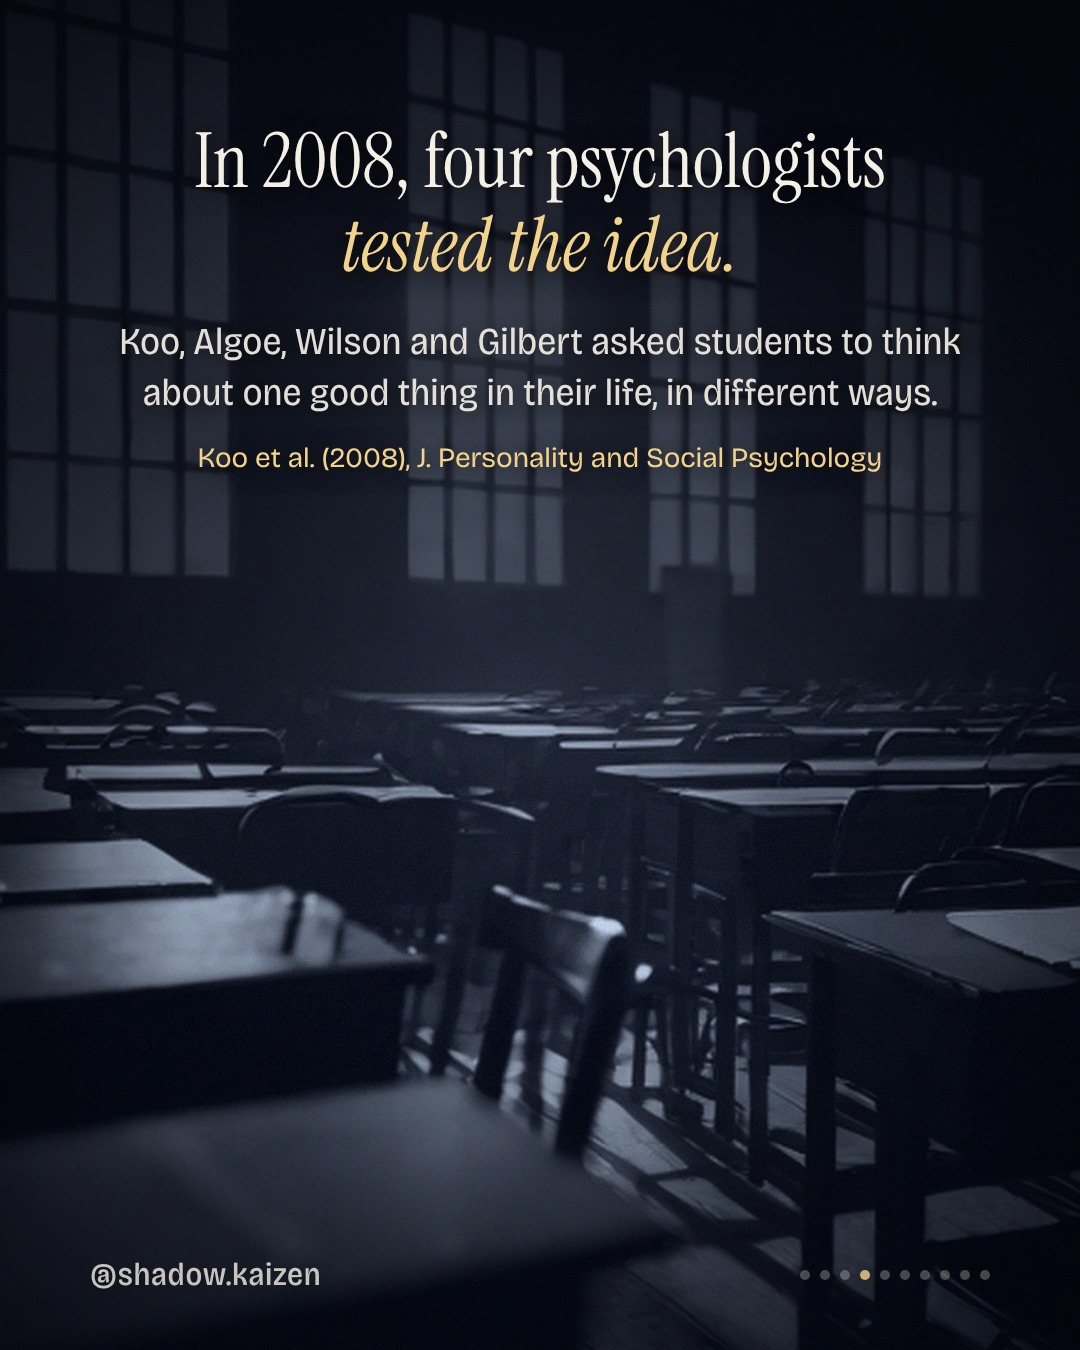 In 2008, four psychologists
tested the idea.
Koo, Algoe, Wilson and Gilbert asked students to think
about one good thing in their life, in different ways.
Koo et al. (2008), J. Personality and Social Psychology
@shadow.kaizen